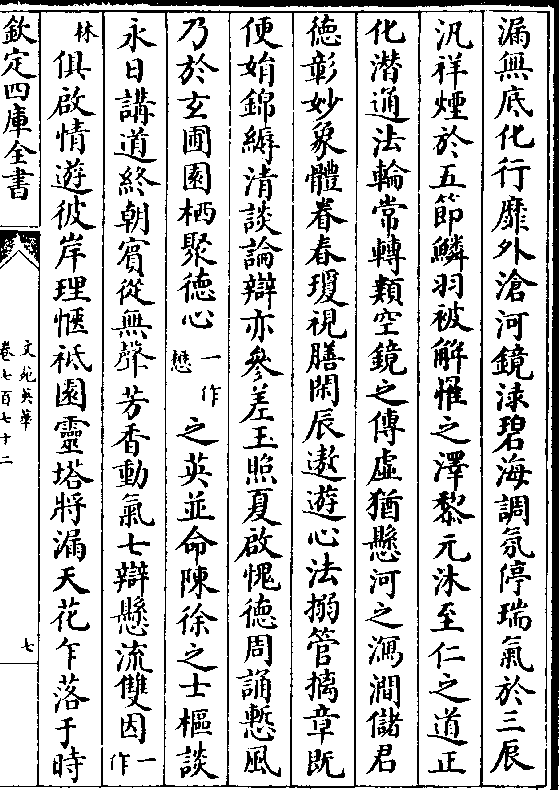 漏無底化行靡外滄河鏡淥碧海調氛停瑞氣於三辰
汎祥煙於五節鱗羽被解羅之澤黎元沐至仁之道正
化潛通法輪常轉類空鏡之傳虛猶懸河之瀉澗儲君
德彰妙象體眷春瓊視膳閑辰遨遊心法搦管摛章既
便娟錦縟清談論辯亦參差玉照夏啟愧德周誦慙風
乃於玄圃園栖聚德心一作懋之英並命陳徐之士樞談
永日講道終朝賓從無聲芳香動氣七辯懸流雙因一作
林俱啟情遊彼岸理愜祇園靈塔將漏天花乍落于時
欽定四庫全書
文苑英華
卷七百七十二
七